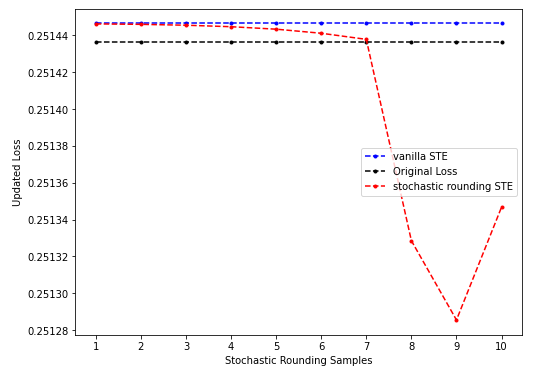 0.25144
0.25142
0.25140
0.25138
0.25136
0.25134
0.25132
0.25130
0.25128
Updated Loss
vanilla STE
Original Loss
stochastic rounding STE
1 2 3 4 5 6 7 8 9 10
Stochastic Rounding Samples